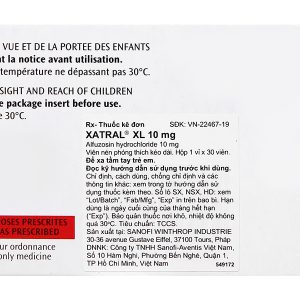 VUE ET DE LA PORTEE DES ENFANTS
nt la notice avant utilisation.
température ne dépassant pas 30°C.
SIGHT AND REACH OF CHILDREN
e package insert before use.
e 30°C.
Rx- Thuốc kê đơn SĐK: VN-22467-19
XATRAL® XL 10 mg
Alfuzosin hydrochloride 10 mg
Viên nén phóng thích kéo dài. Hộp 1 vỉ x 30 viên.
Để xa tầm tay trẻ em.
Đọc kỹ hướng dẫn sử dụng trước khi dùng.
Chỉ định, cách dùng, chống chỉ định và các
thông tin khác: xem trong tờ hướng dẫn sử
dụng thuốc kèm theo. Số lô SX, NSX, HD: xem
"Lot/Batch", "Fab/Mfg", "Exp" in trên bao bì. Hạn
dùng là ngày cuối cùng của tháng hết hạn
("Exp"). Bảo quản thuốc nơi khô, nhiệt độ không
quá 30°C. Tiêu chuẩn: TCCS.
Sản xuất bởi: SANOFI WINTHROP INDUSTRIE
30-36 avenue Gustave Eiffel, 37100 Tours, Pháp
DNNK: Công ty TNHH Sanofi-Aventis Việt Nam -
Số 10 Hàm Nghi, Phường Bến Nghé, Quận 1,
TP Hồ Chí Minh, Việt Nam
549172
OSES PRESCRITES
AS PRESCRIBED
ur ordonnance
only medicine